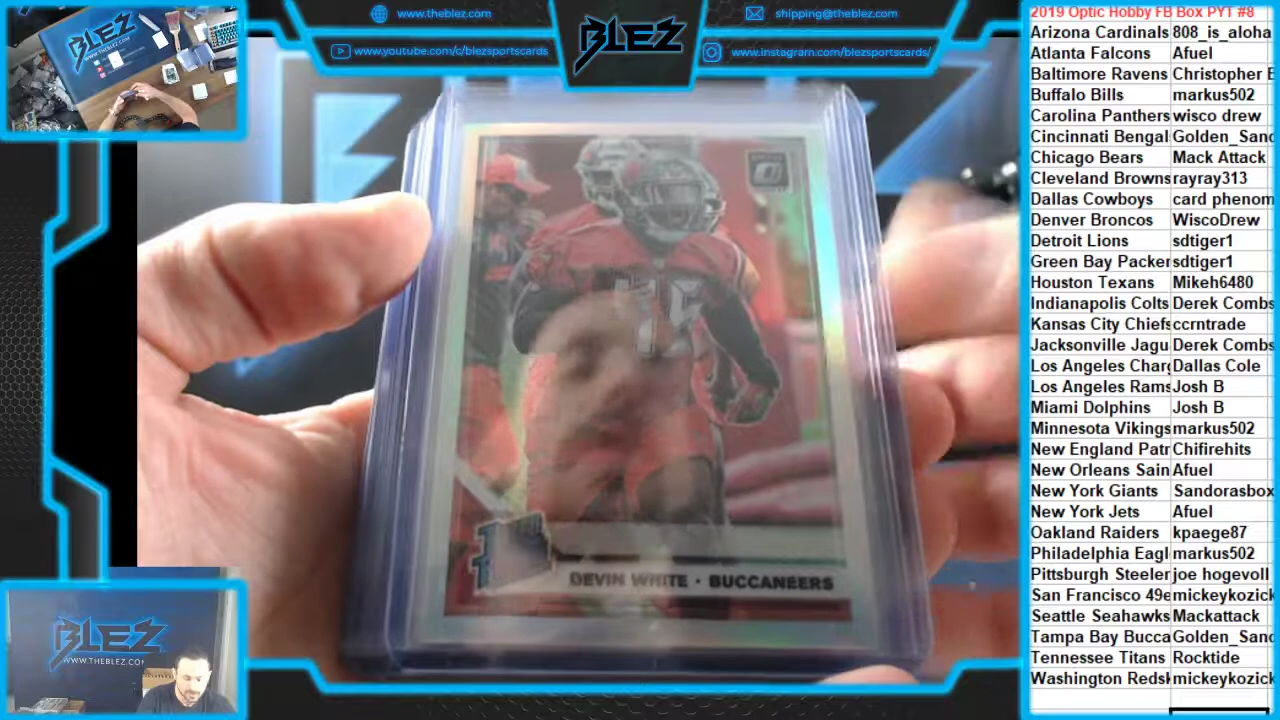 www.theblez.com
shipping@theblez.com
www.youtube.com/c/blezsportscards
BLEZ
www.instagram.com/blezsportscards/
2019 Optic Hobby FB Box PYT #8
Arizona Cardinals 808_is_aloha
Atlanta Falcons Afuel
Baltimore Ravens Christopher E
Buffalo Bills markus502
Carolina Panthers wisco drew
Cincinnati Bengal Golden_Sand
Chicago Bears Mack Attack
Cleveland Browns rayray313
Dallas Cowboys card phenom
Denver Broncos WiscoDrew
Detroit Lions sdtiger1
Green Bay Packer sdtiger1
Houston Texans Mikeh6480
Indianapolis Colts Derek Combs
Kansas City Chiefs ccrntrade
Jacksonville Jagu Derek Combs
Los Angeles Charg Dallas Cole
Los Angeles Rams Josh B
Miami Dolphins Josh B
Minnesota Vikings markus502
New England Patr Chifirehits
New Orleans Sain Afuel
New York Giants Sandorasbox
New York Jets Afuel
Oakland Raiders kpaege87
Philadelphia Eagl markus502
Pittsburgh Steeler joe hogevoll
San Francisco 49e mickeykozick
Seattle Seahawks Mackattack
Tampa Bay Bucca Golden_Sand
Tennessee Titans Rocktide
Washington Redsk mickeykozick
DEVIN WHITE · BUCCANEERS
BLEZ
WWW.THEBLEZ.COM